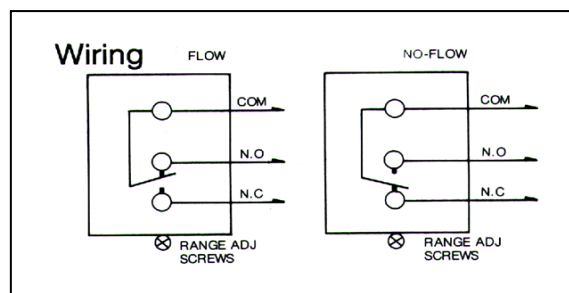 Wiring
FLOW
NO-FLOW
COM
N.O
N.C
RANGE ADJ
SCREWS
COM
N.O
N.C
RANGE ADJ
SCREWS